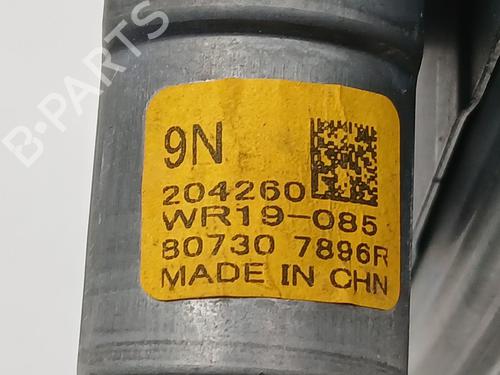 B-PARTS
9N
204260
WR19-085
80730 7896R
MADE IN CHN